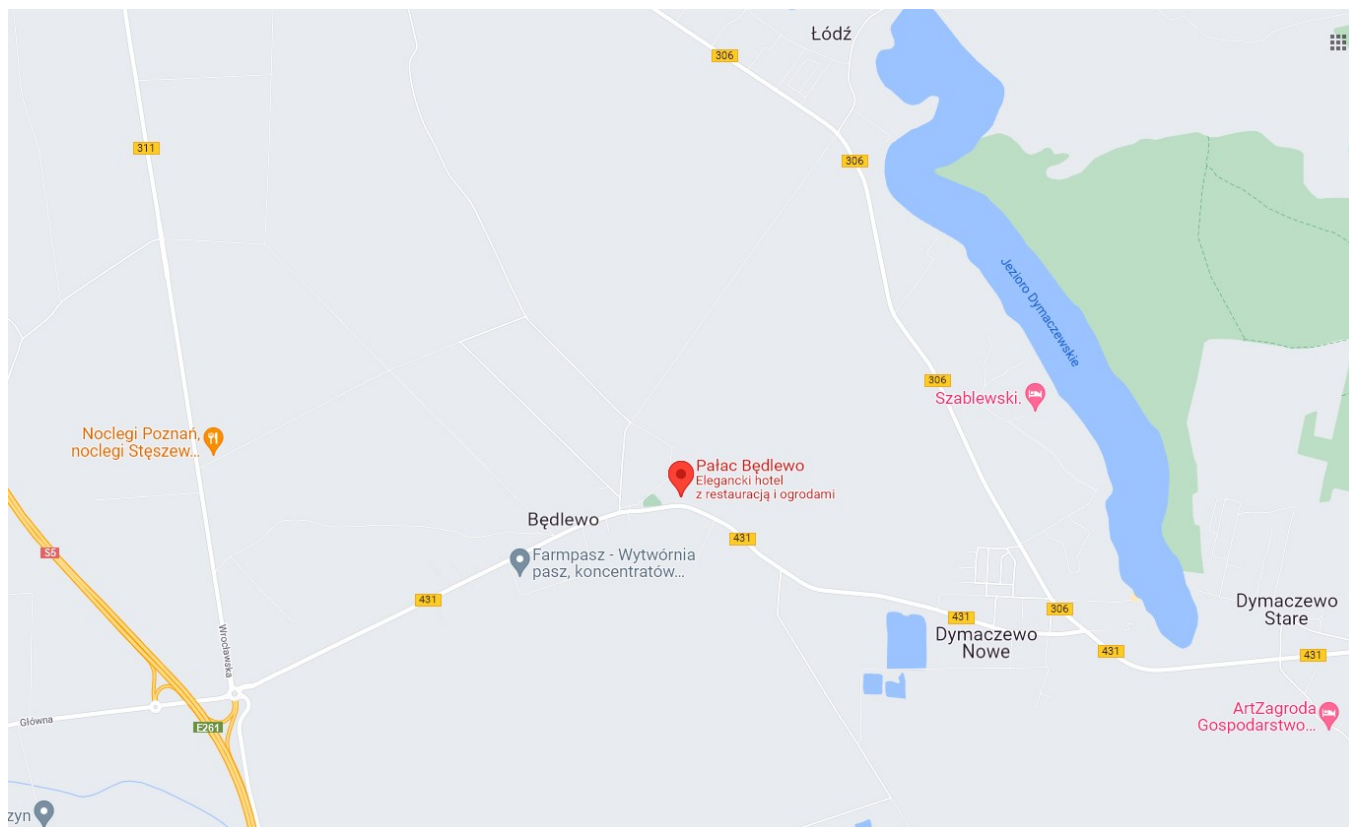 Łódź
306
311
306
Jezioro Dymaczewskie
306
Szablewski.
Noclegi Poznań,
noclegi Stęszew...
Pałac Będlewo
Elegancki hotel
z restauracją i ogrodami
Będlewo
431
S5
Farmpasz - Wytwórnia
pasz, koncentratów...
431
306
431
Dymaczewo
Stare
Dymaczewo
Nowe
431
431
Wrocławska
Główna
E261
ArtZagroda
Gospodarstwo...
zyn